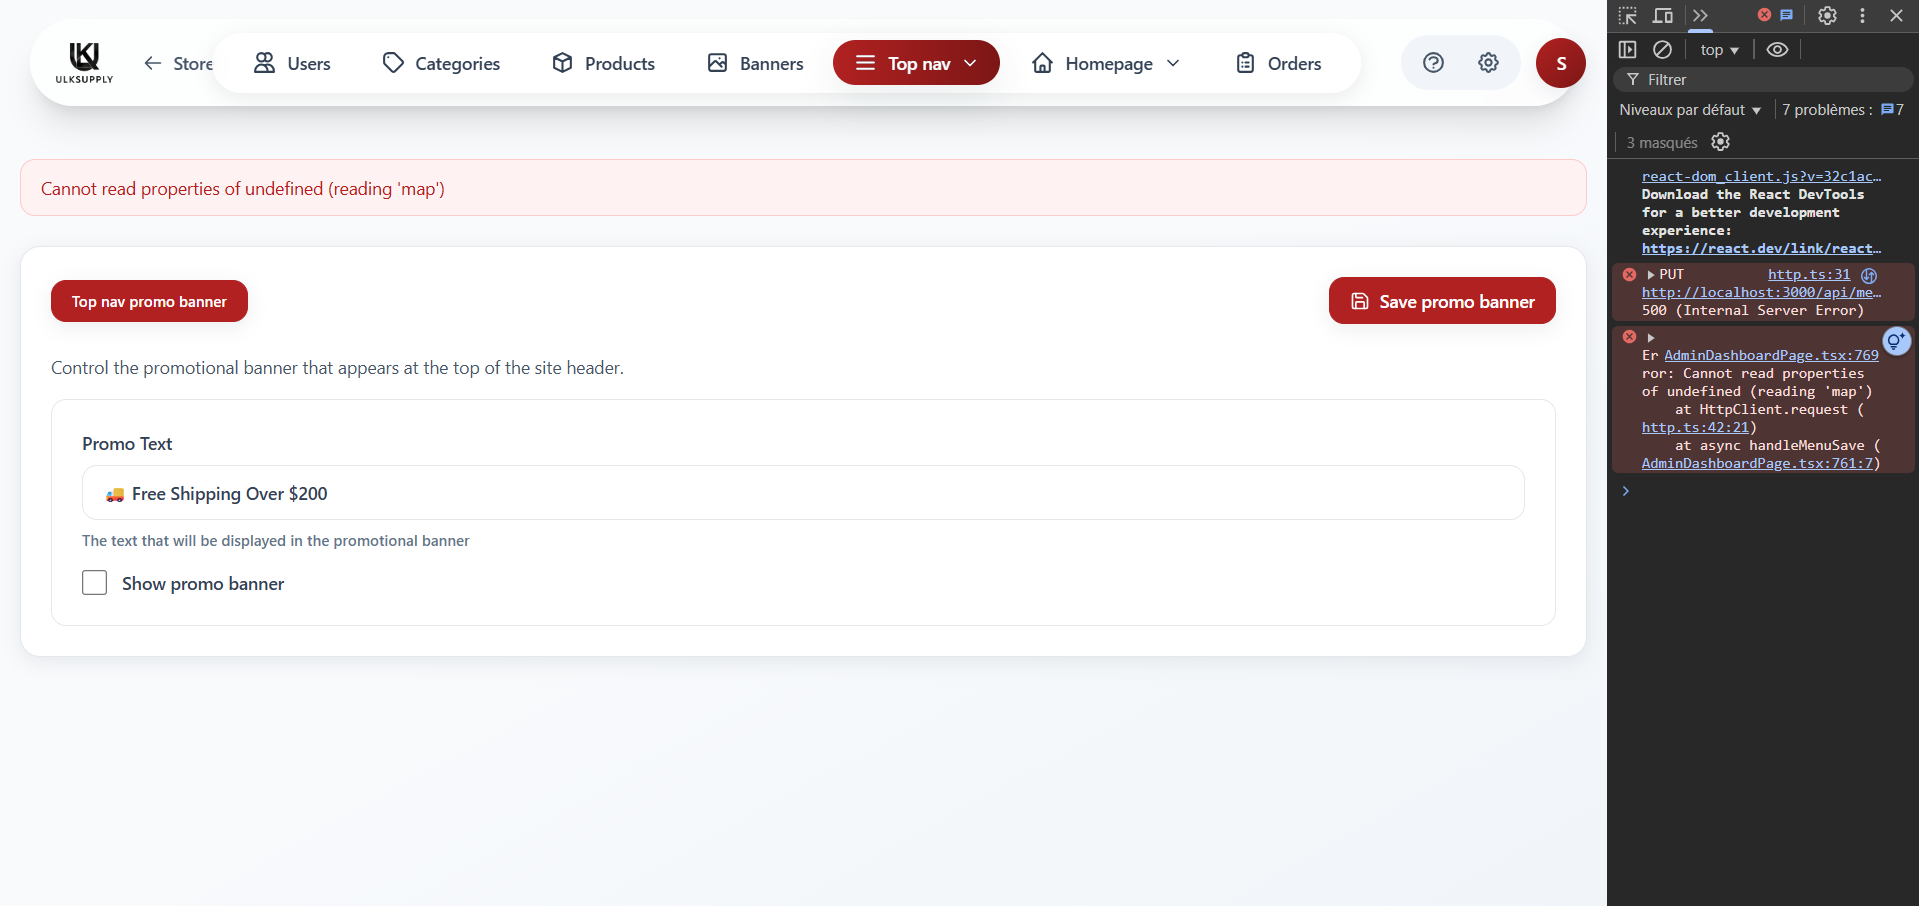 UKI
ULKSUPPLY
Store
Users
Categories
Products
Banners
Top nav
Homepage
Orders
S
Cannot read properties of undefined (reading 'map')
Top nav promo banner
Save promo banner
Control the promotional banner that appears at the top of the site header.
Promo Text
🚚 Free Shipping Over $200
The text that will be displayed in the promotional banner
Show promo banner
top
Filtrer
Niveaux par défaut
7 problèmes : 7
3 masqués
react-dom_client.js?v=32c1ac…
Download the React DevTools
for a better development
experience:
https://react.dev/link/react…
PUT http.ts:31
http://localhost:3000/api/me…
500 (Internal Server Error)
Er AdminDashboardPage.tsx:769
ror: Cannot read properties
of undefined (reading 'map')
at HttpClient.request (
http.ts:42:21)
at async handleMenuSave (
AdminDashboardPage.tsx:761:7)